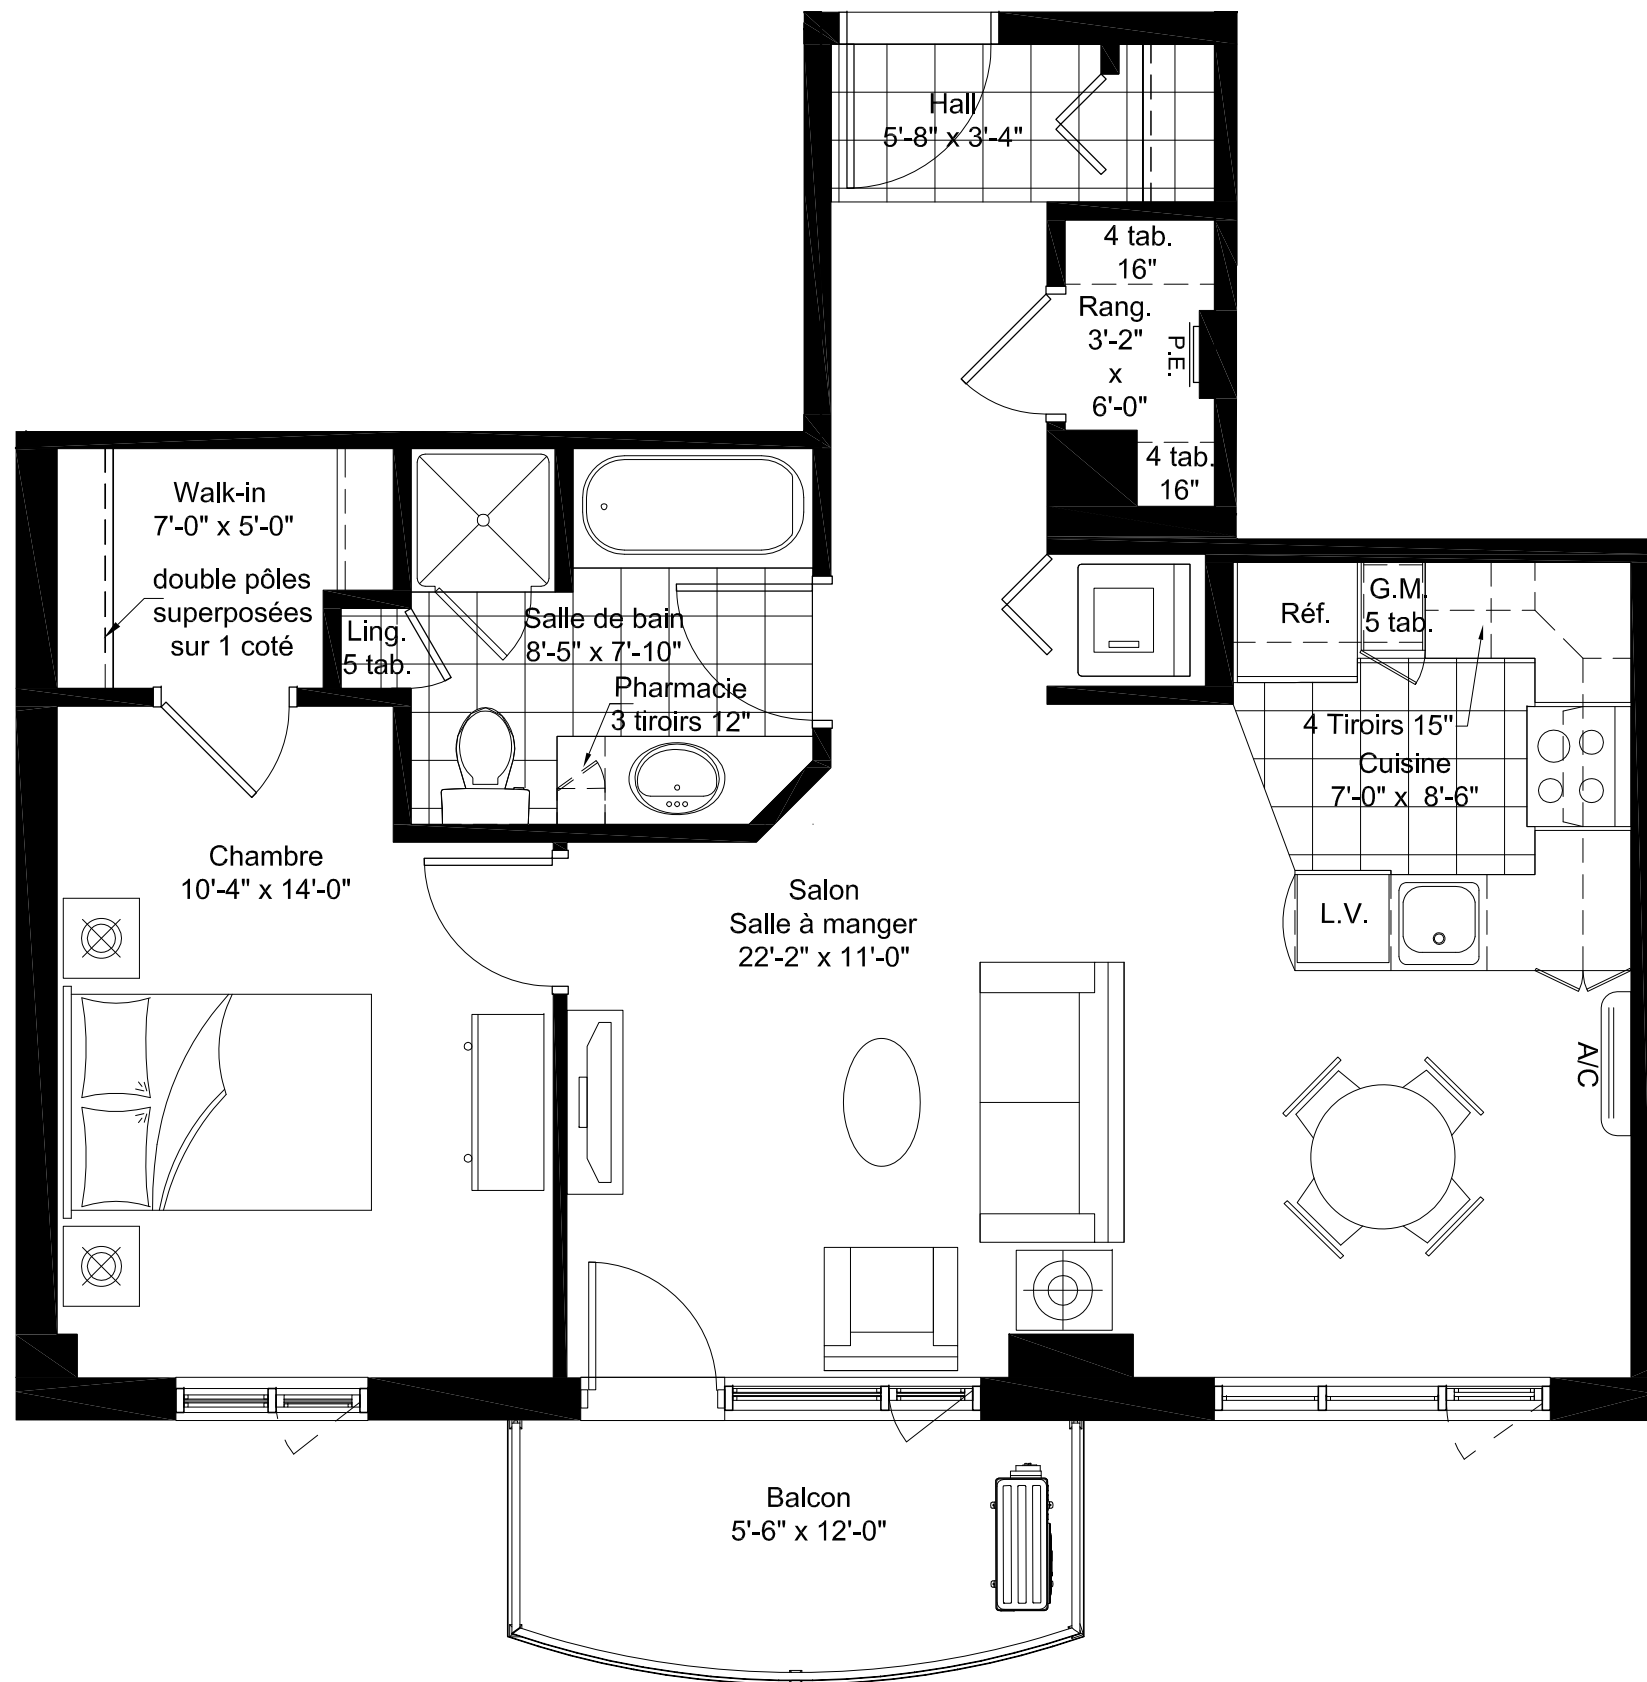 Hall
5'-8" x 3'-4"
4 tab.
16"
Rang.
3'-2"
x
6'-0"
P.E.
4 tab.
16"
Walk-in
7'-0" x 5'-0"
double pôles
superposées
sur 1 coté
Ling.
5 tab.
Salle de bain
8'-5" x 7'-10"
Pharmacie
3 tiroirs 12"
Réf.
G.M.
5 tab.
4 Tiroirs 15"
Cuisine
7'-0" x 8'-6"
L.V.
Chambre
10'-4" x 14'-0"
Salon
Salle à manger
22'-2" x 11'-0"
A/C
Balcon
5'-6" x 12'-0"